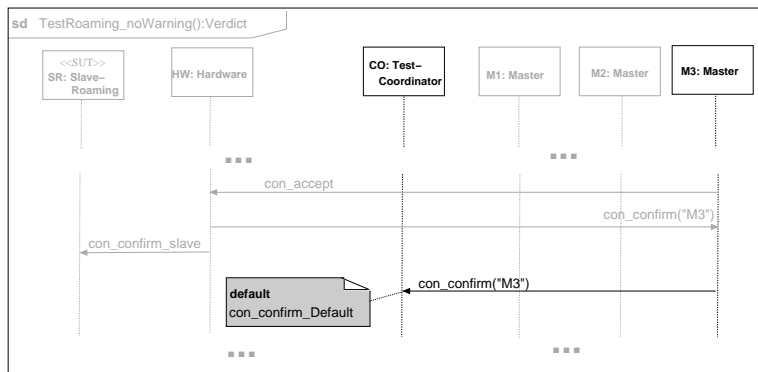 sd TestRoaming_noWarning():Verdict
<<SUT>>
SR: Slave–
Roaming
HW: Hardware
CO: Test–
Coordinator
M1: Master
M2: Master
M3: Master
con_accept
con_confirm("M3")
con_confirm_slave
con_confirm("M3")
default
con_confirm_Default